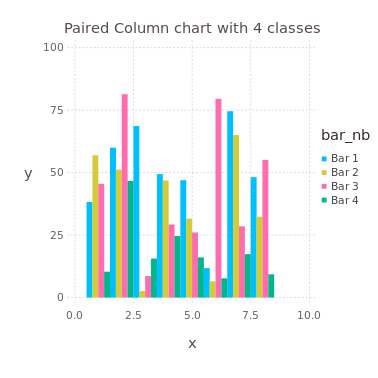 Paired Column chart with 4 classes
100
75
50
25
0
y
0.0 2.5 5.0 7.5 10.0
x
bar_nb
Bar 1
Bar 2
Bar 3
Bar 4